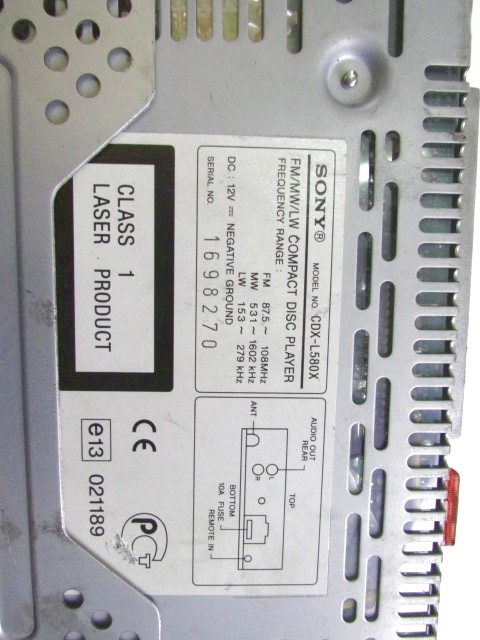 SONY® MODEL NO. CDX-L580X
FM/MW/LW COMPACT DISC PLAYER
FREQUENCY RANGE :
FM 87.5 ~ 108MHz
MW 531 ~ 1602 kHz
LW 153 ~ 279 kHz
DC : 12V ⎓ NEGATIVE GROUND
SERIAL NO. 1698270
CLASS 1
LASER PRODUCT
AUDIO OUT
REAR
TOP
L
R
ANT
BOTTOM
10A FUSE
REMOTE IN
CE
e13 021189
PCT